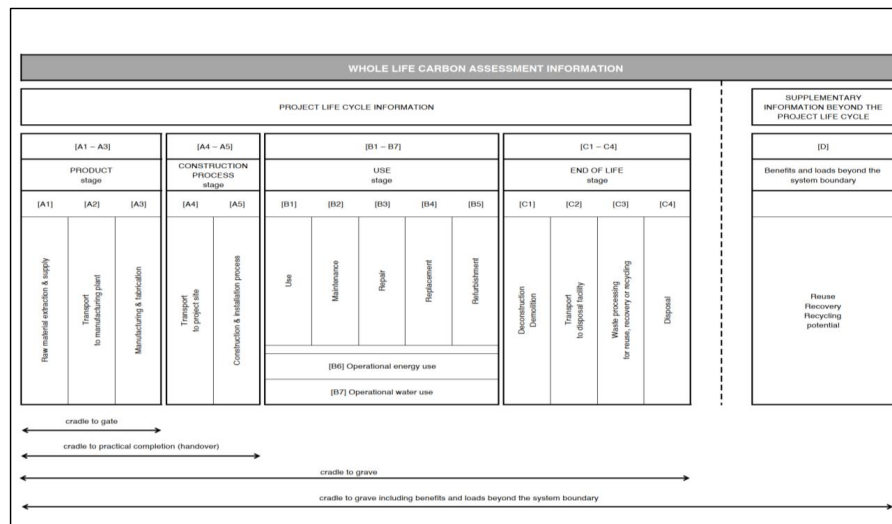 WHOLE LIFE CARBON ASSESSMENT INFORMATION
PROJECT LIFE CYCLE INFORMATION
SUPPLEMENTARY
INFORMATION BEYOND THE
PROJECT LIFE CYCLE
[A1 – A3]
[A4 – A5]
[B1 – B7]
[C1 – C4]
[D]
PRODUCT
stage
CONSTRUCTION
PROCESS
stage
USE
stage
END OF LIFE
stage
Benefits and loads beyond the
system boundary
[A1]
[A2]
[A3]
[A4]
[A5]
[B1]
[B2]
[B3]
[B4]
[B5]
[C1]
[C2]
[C3]
[C4]
Raw material extraction & supply
Transport
to manufacturing plant
Manufacturing & fabrication
Transport
to project site
Construction & installation process
Use
Maintenance
Repair
Replacement
Refurbishment
[B6] Operational energy use
[B7] Operational water use
Deconstruction
Demolition
Transport
to disposal facility
Waste processing
for reuse, recovery or recycling
Disposal
Reuse
Recovery
Recycling
potential
cradle to gate
cradle to practical completion (handover)
cradle to grave
cradle to grave including benefits and loads beyond the system boundary